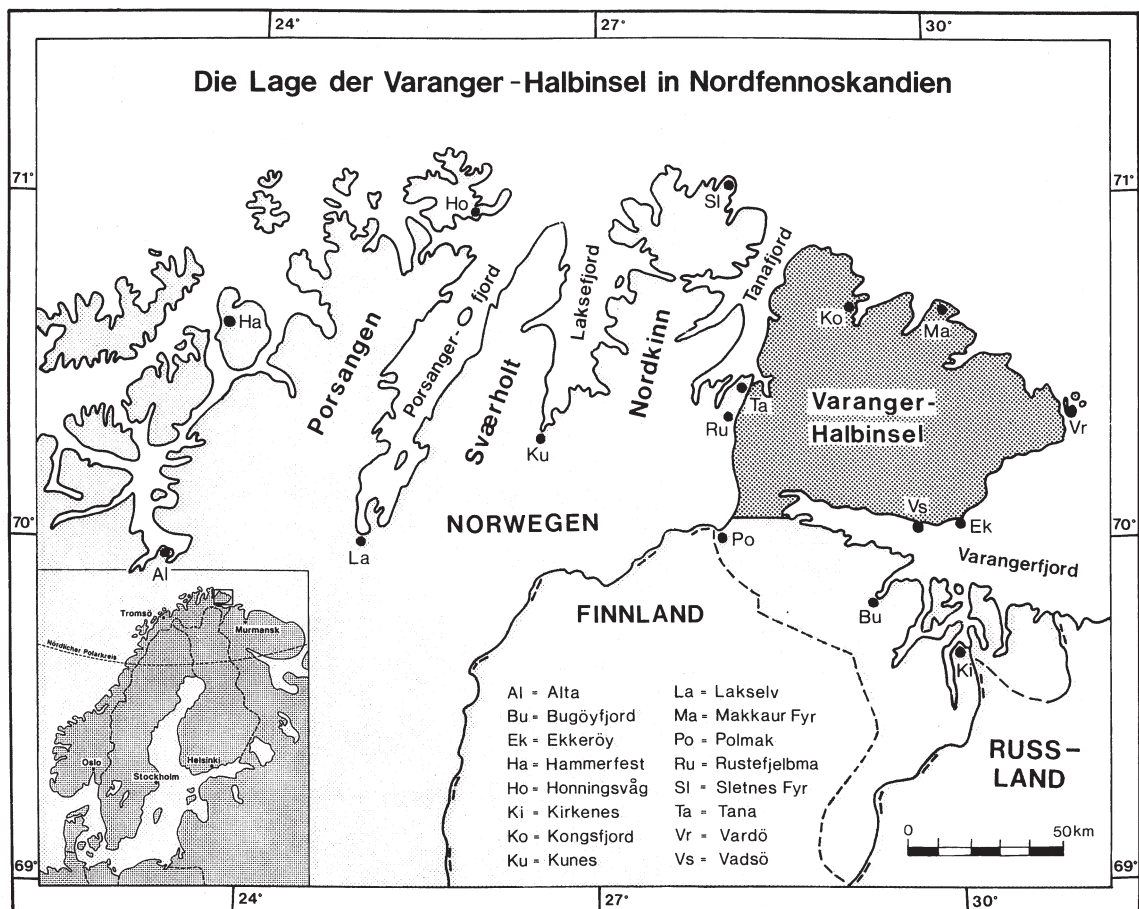 24°
27°
30°
Die Lage der Varanger-Halbinsel in Nordfennoskandien
71°
71°
Ho
Sl
Ha
Porsangen
Porsanger-fjord
Sværholt
Laksefjord
Nordkinn
Tanafjord
Ko
Ma
Varanger-
Halbinsel
Ta
Ru
Vr
Ku
Vs
Ek
NORWEGEN
70°
70°
La
Po
Varangerfjord
Al
FINNLAND
Bu
Ki
Tromsö
Murmansk
Nördlicher Polarkreis
Oslo
Stockholm
Helsinki
Al = Alta
Bu = Bugöyfjord
Ek = Ekkeröy
Ha = Hammerfest
Ho = Honningsvåg
Ki = Kirkenes
Ko = Kongsfjord
Ku = Kunes
La = Lakselv
Ma = Makkaur Fyr
Po = Polmak
Ru = Rustefjelbma
Sl = Sletnes Fyr
Ta = Tana
Vr = Vardö
Vs = Vadsö
RUSS-
LAND
0 50km
69°
69°
24°
27°
30°